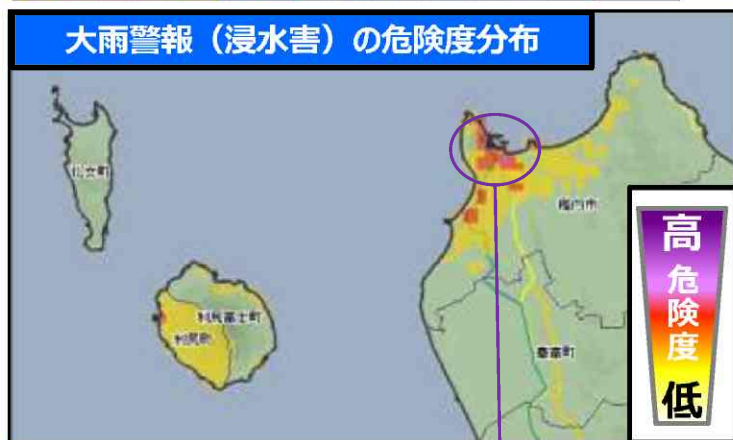 大雨警報（浸水害）の危険度分布
礼文町
稚内市
利尻富士町
利尻町
豊富町
高
危
険
度
低